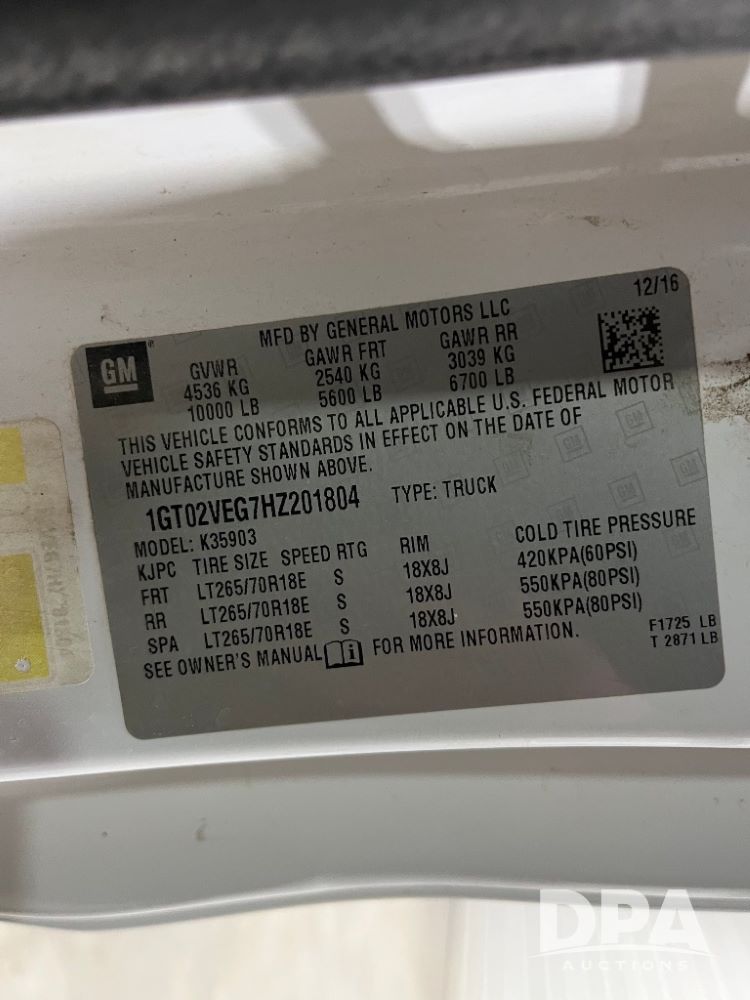 12/16
MFD BY GENERAL MOTORS LLC
GM
GVWR GAWR FRT GAWR RR
4536 KG 2540 KG 3039 KG
10000 LB 5600 LB 6700 LB
THIS VEHICLE CONFORMS TO ALL APPLICABLE U.S. FEDERAL MOTOR
VEHICLE SAFETY STANDARDS IN EFFECT ON THE DATE OF
MANUFACTURE SHOWN ABOVE.
1GT02VEG7HZ201804 TYPE: TRUCK
MODEL: K35903
KJPC TIRE SIZE SPEED RTG RIM COLD TIRE PRESSURE
FRT LT265/70R18E S 18X8J 420KPA(60PSI)
RR LT265/70R18E S 18X8J 550KPA(80PSI)
SPA LT265/70R18E S 18X8J 550KPA(80PSI)
SEE OWNER'S MANUAL i FOR MORE INFORMATION.
F1725 LB
T 2871 LB
DPA
AUCTIONS